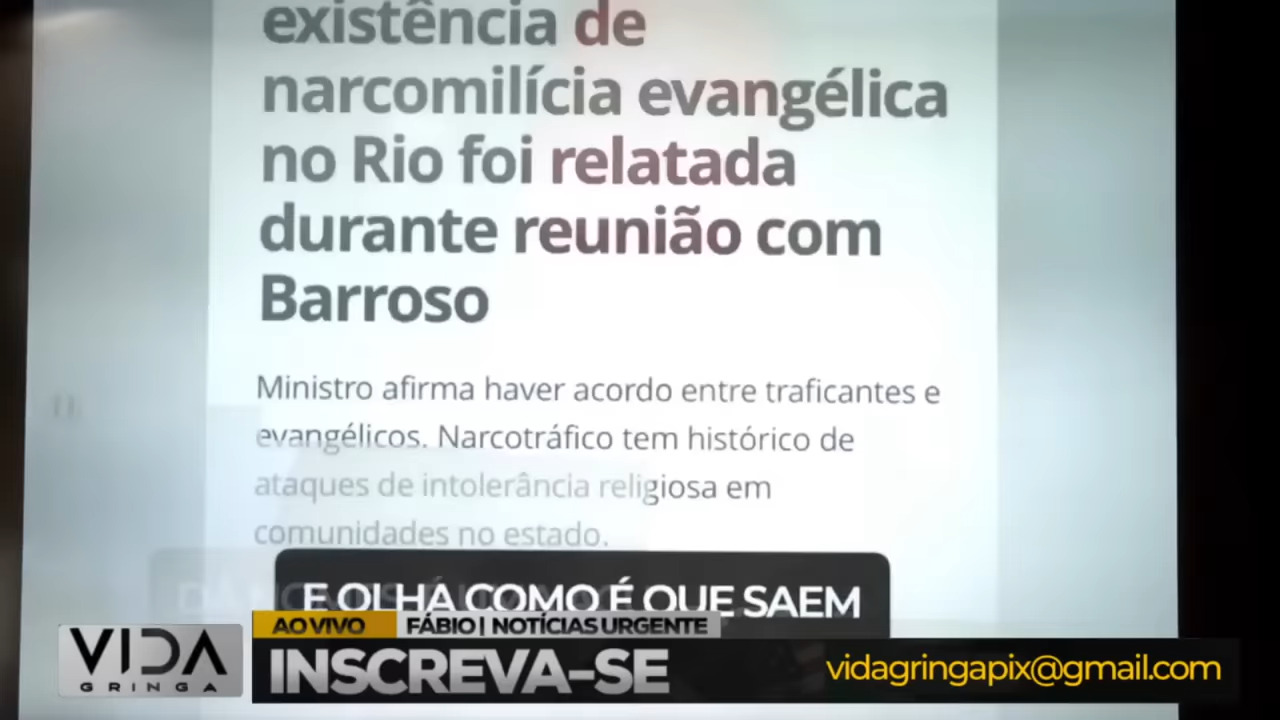 existência de
narcomilícia evangélica
no Rio foi relatada
durante reunião com
Barroso
Ministro afirma haver acordo entre traficantes e
evangélicos. Narcotráfico tem histórico de
ataques de intolerância religiosa em
comunidades no estado.
E OLHA COMO É QUE SAEM
AO VIVO FÁBIO | NOTÍCIAS URGENTE
VIDA
GRINGA
INSCREVA-SE
vidagringapix@gmail.com